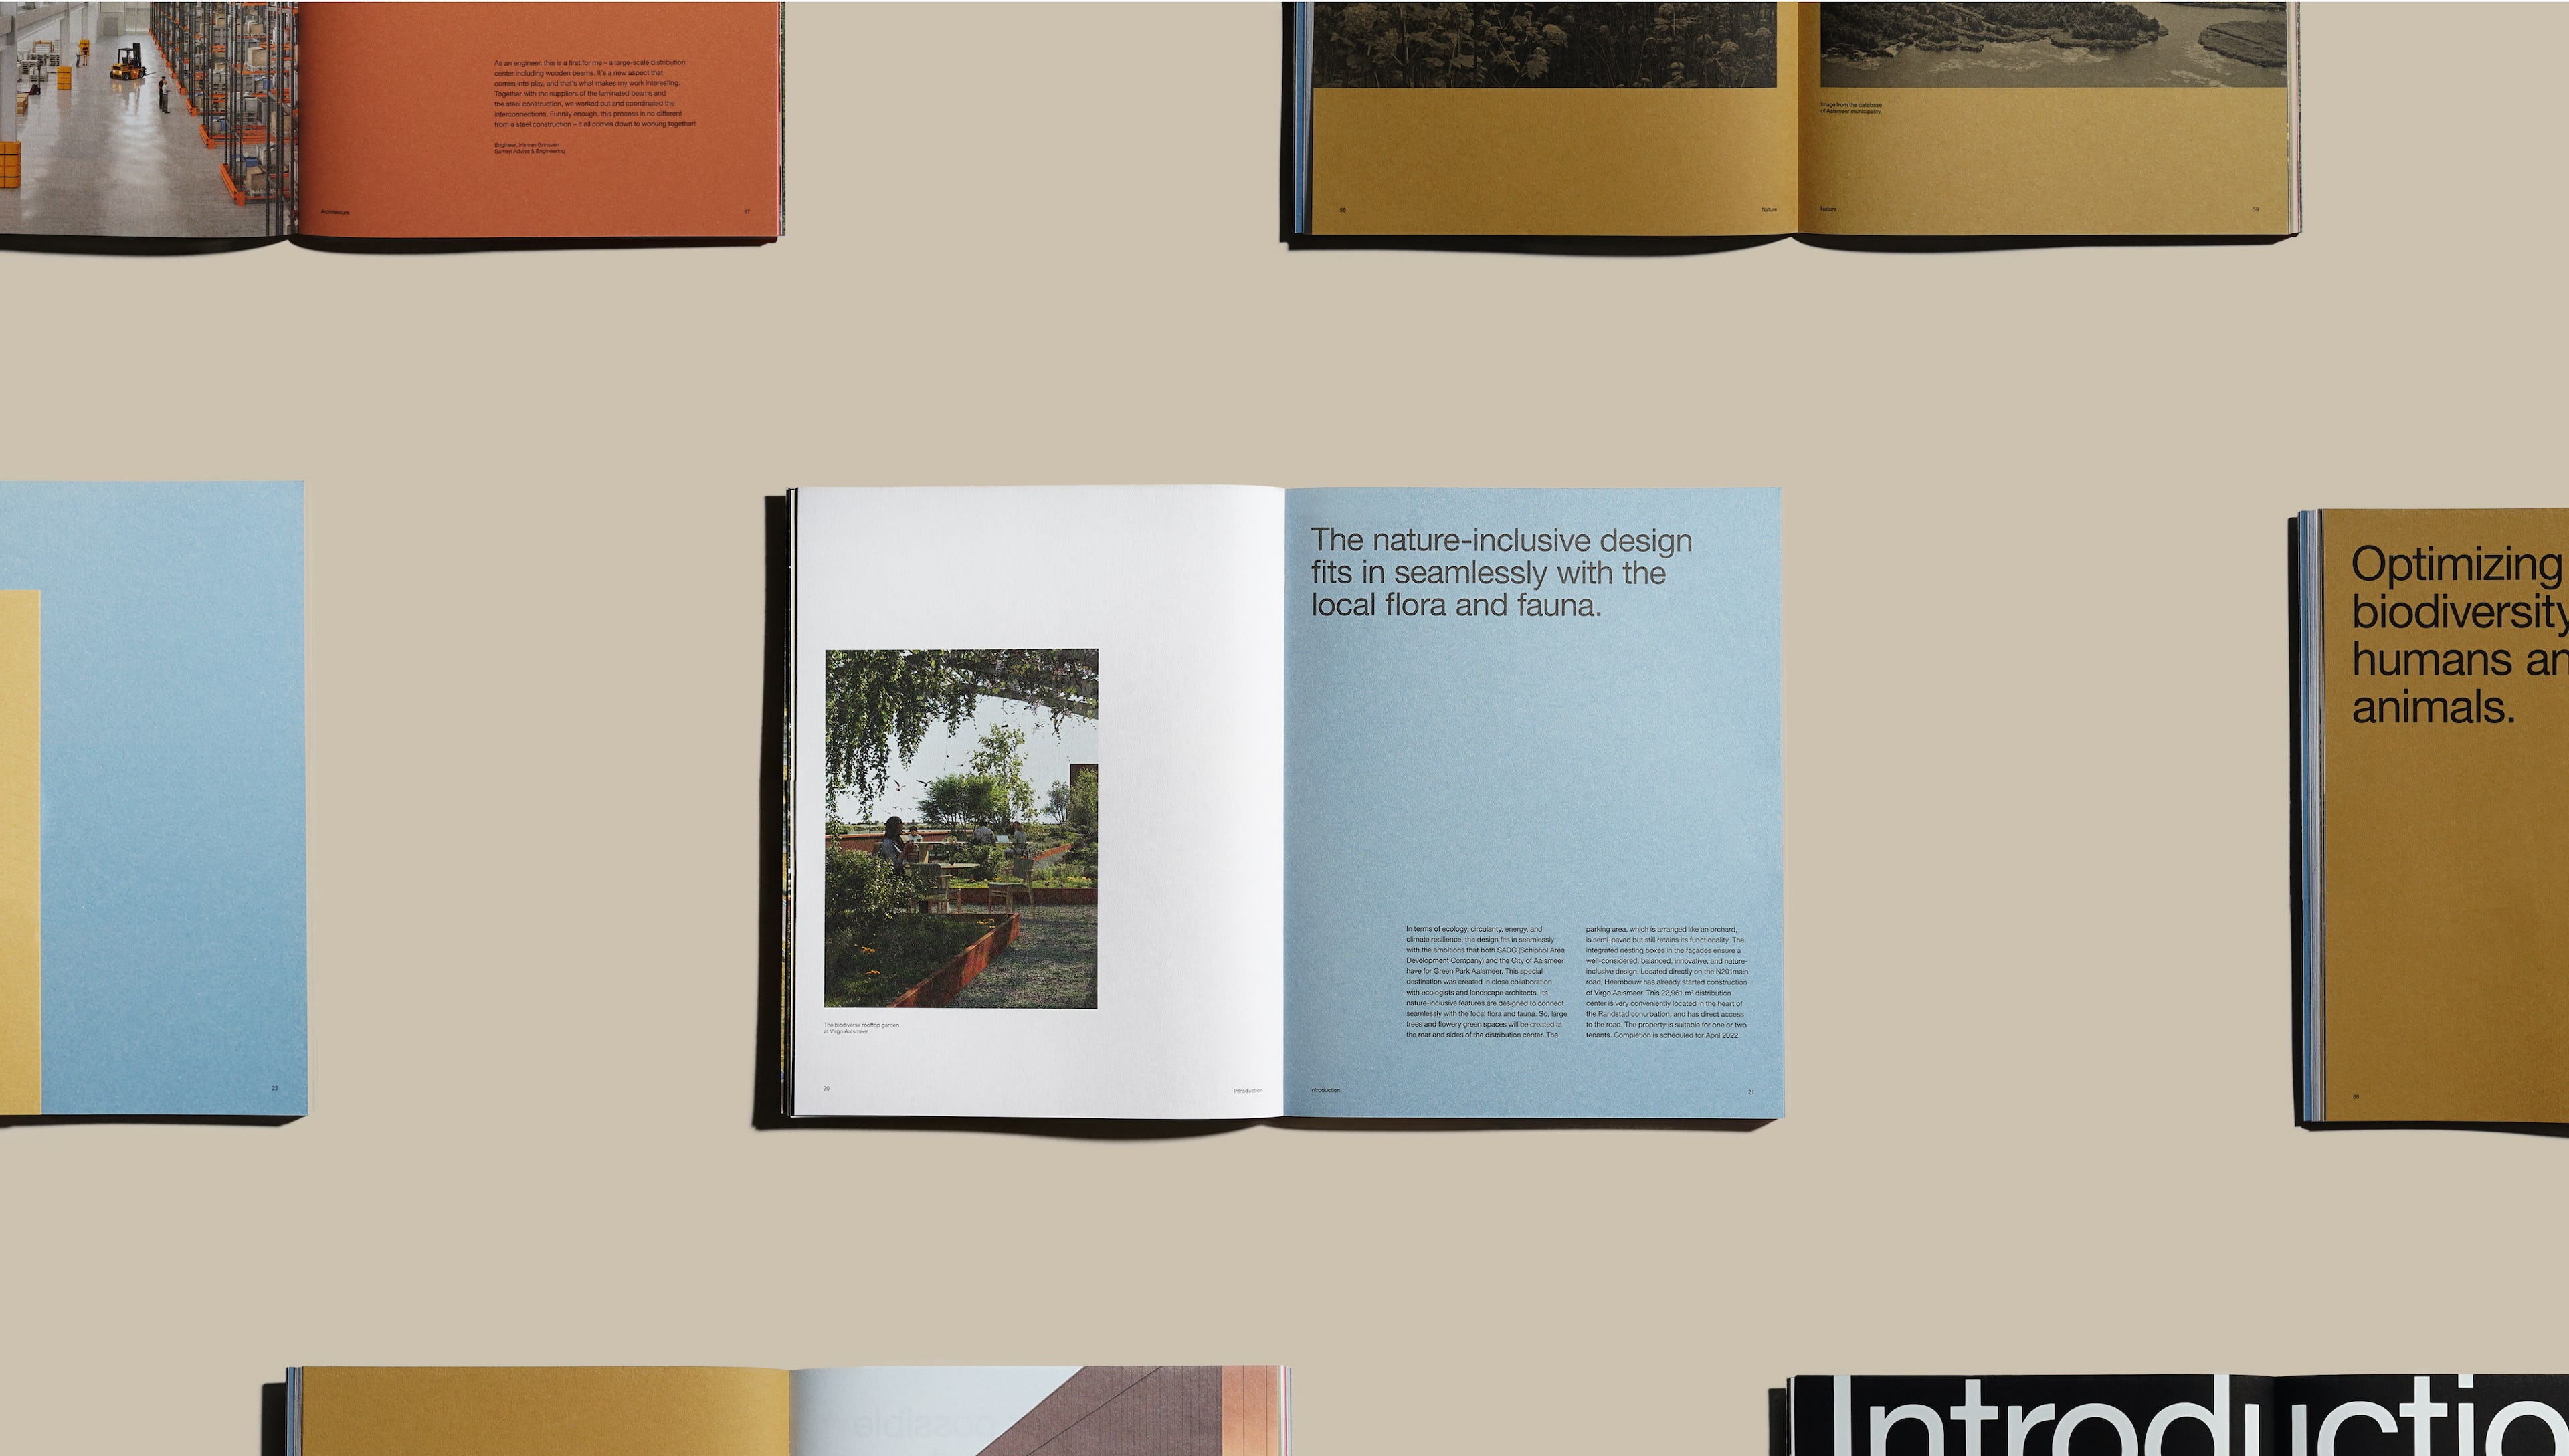 As an engineer, this is a first for me – a large-scale distribution
center including wooden beams. It's a new aspect that
comes into play, and that's what makes my work interesting.
Together with the suppliers of the laminated beams and
the steel construction, we worked out and coordinated the
interconnections. Funnily enough, this process is no different
from a steel construction – it all comes down to working together!
Engineer, Iris van Grinsven
Samen Advies & Engineering
Architecture
67
Image from the database
of Aalsmeer municipality.
58
Nature
Nature
59
23
The biodiverse rooftop garden
at Virgo Aalsmeer
20
Introduction
The nature-inclusive design
fits in seamlessly with the
local flora and fauna.
In terms of ecology, circularity, energy, and
climate resilience, the design fits in seamlessly
with the ambitions that both SADC (Schiphol Area
Development Company) and the City of Aalsmeer
have for Green Park Aalsmeer. This special
destination was created in close collaboration
with ecologists and landscape architects. Its
nature-inclusive features are designed to connect
seamlessly with the local flora and fauna. So, large
trees and flowery green spaces will be created at
the rear and sides of the distribution center. The
parking area, which is arranged like an orchard,
is semi-paved but still retains its functionality. The
integrated nesting boxes in the façades ensure a
well-considered, balanced, innovative, and nature-
inclusive design. Located directly on the N201main
road, Heembouw has already started construction
of Virgo Aalsmeer. This 22,961 m² distribution
center is very conveniently located in the heart of
the Randstad conurbation, and has direct access
to the road. The property is suitable for one or two
tenants. Completion is scheduled for April 2022.
Introduction
21
Optimizing
biodiversity
humans an
animals.
Introductio